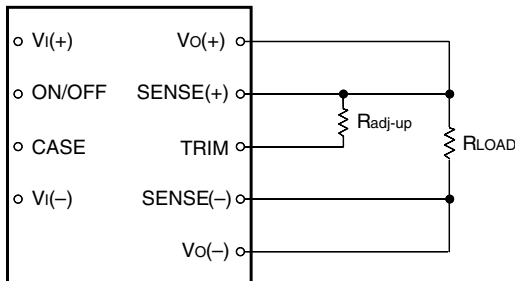 VI(+)
VO(+)
ON/OFF
SENSE(+)
Radj-up
CASE
TRIM
RLOAD
VI(–)
SENSE(–)
VO(–)